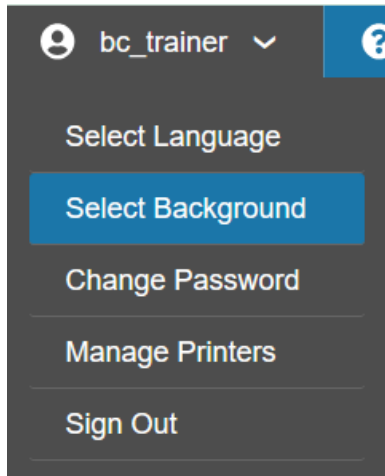 bc_trainer ?
Select Language
Select Background
Change Password
Manage Printers
Sign Out